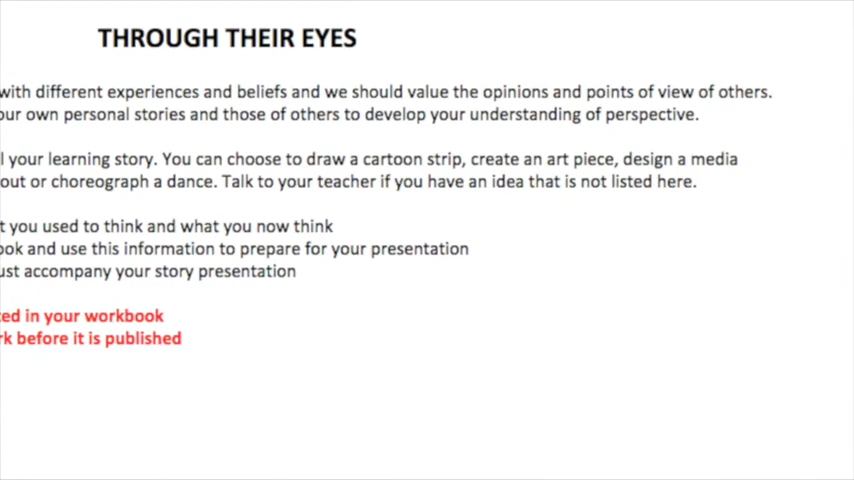 THROUGH THEIR EYES
with different experiences and beliefs and we should value the opinions and points of view of others.
our own personal stories and those of others to develop your understanding of perspective.
l your learning story. You can choose to draw a cartoon strip, create an art piece, design a media
out or choreograph a dance. Talk to your teacher if you have an idea that is not listed here.
t you used to think and what you now think
ook and use this information to prepare for your presentation
ust accompany your story presentation
ted in your workbook
rk before it is published